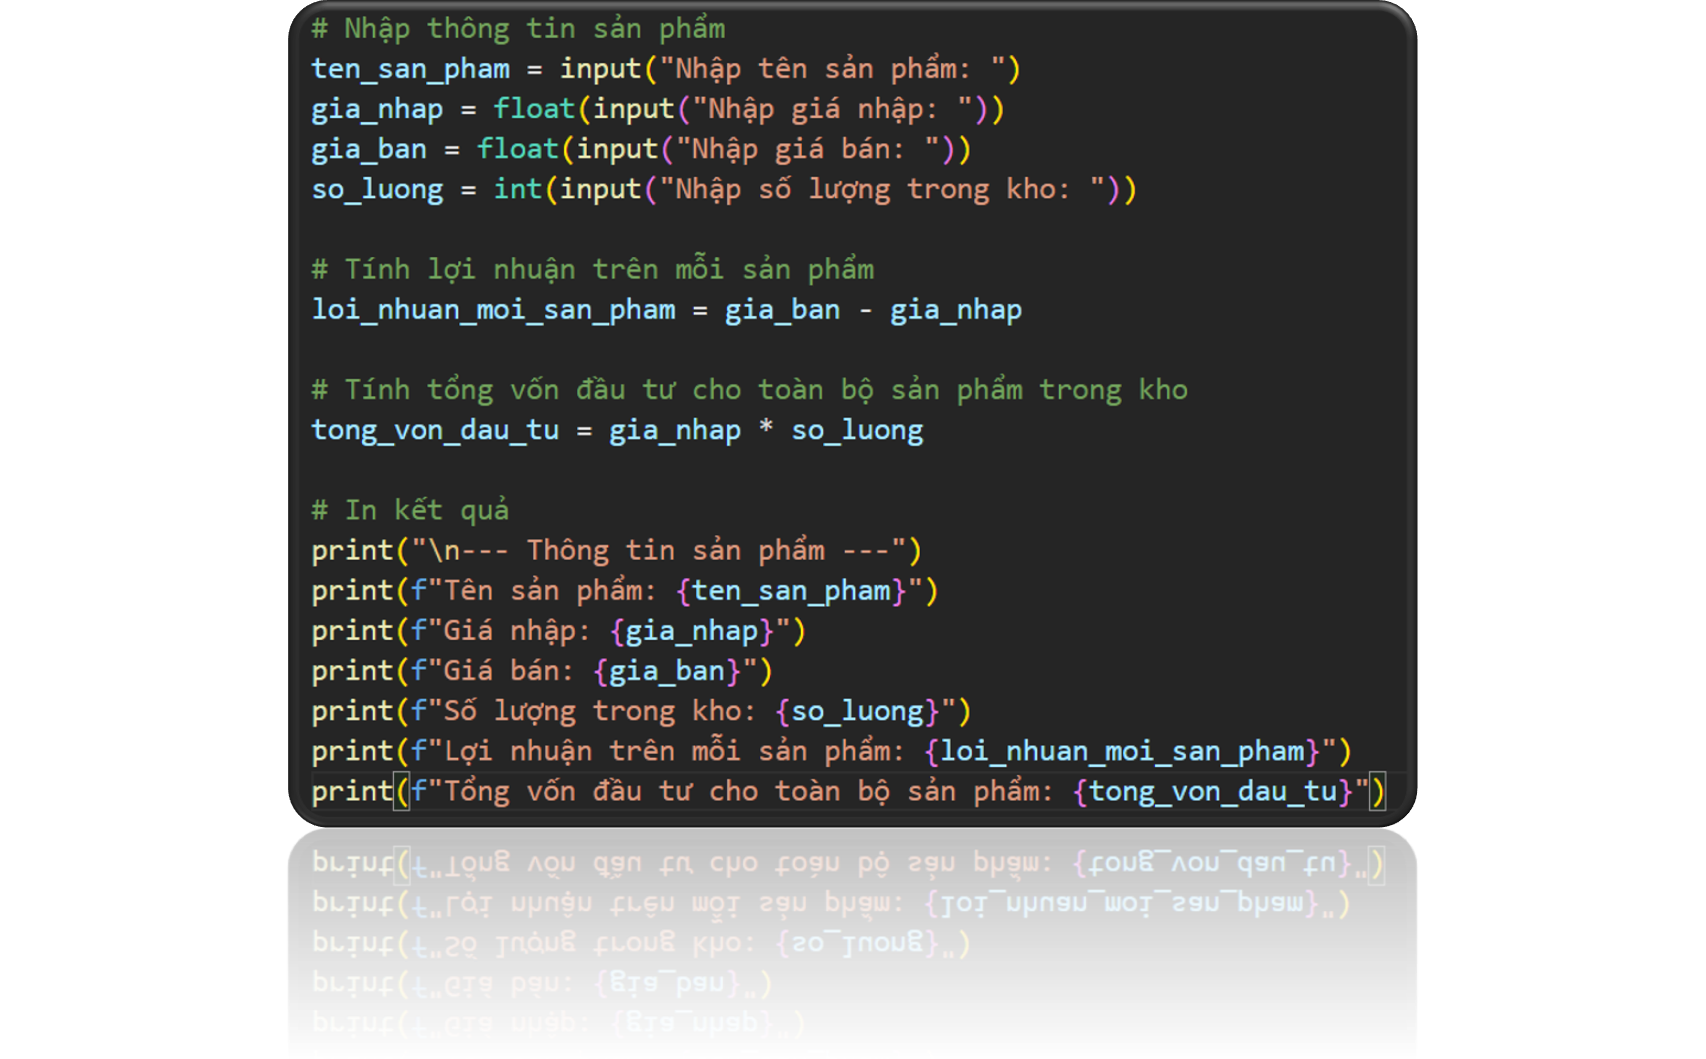 # Nhập thông tin sản phẩm
ten_san_pham = input("Nhập tên sản phẩm: ")
gia_nhap = float(input("Nhập giá nhập: "))
gia_ban = float(input("Nhập giá bán: "))
so_luong = int(input("Nhập số lượng trong kho: "))
# Tính lợi nhuận trên mỗi sản phẩm
loi_nhuan_moi_san_pham = gia_ban - gia_nhap
# Tính tổng vốn đầu tư cho toàn bộ sản phẩm trong kho
tong_von_dau_tu = gia_nhap * so_luong
# In kết quả
print("\n--- Thông tin sản phẩm ---")
print(f"Tên sản phẩm: {ten_san_pham}")
print(f"Giá nhập: {gia_nhap}")
print(f"Giá bán: {gia_ban}")
print(f"Số lượng trong kho: {so_luong}")
print(f"Lợi nhuận trên mỗi sản phẩm: {loi_nhuan_moi_san_pham}")
print(f"Tổng vốn đầu tư cho toàn bộ sản phẩm: {tong_von_dau_tu}")